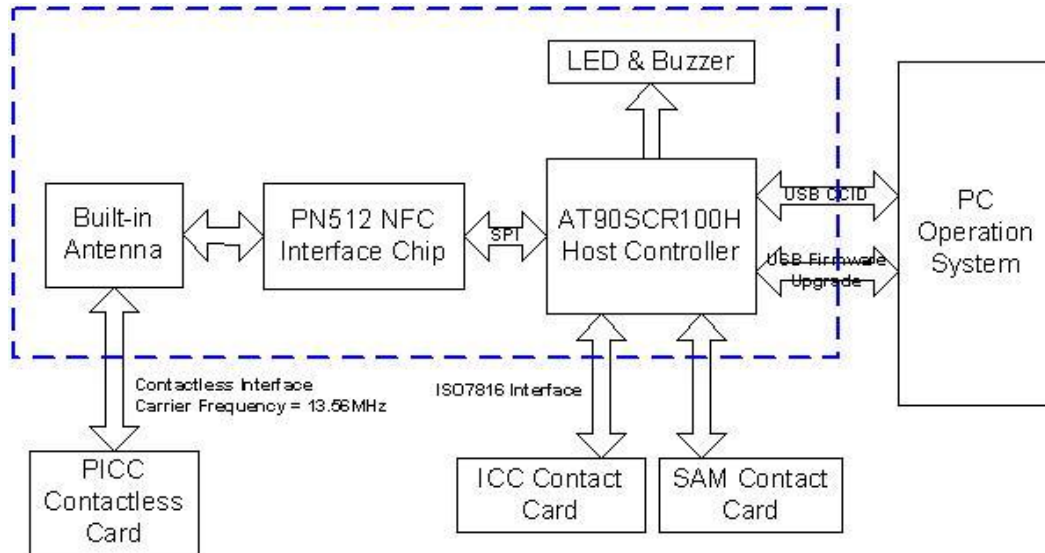 LED & Buzzer
Built-in
Antenna
PN512 NFC
Interface Chip
SPI
AT90SCR100H
Host Controller
USB CCID
USB Firmware
Upgrade
PC
Operation
System
Contactless Interface
Carrier Frequency = 13.56MHz
ISO7816 Interface
PICC
Contactless
Card
ICC Contact
Card
SAM Contact
Card